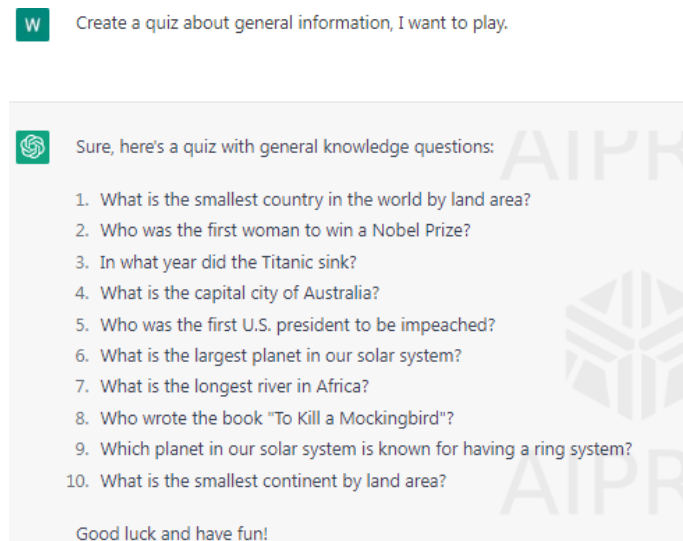 W
Create a quiz about general information, I want to play.
Sure, here's a quiz with general knowledge questions:
AIPR
1. What is the smallest country in the world by land area?
2. Who was the first woman to win a Nobel Prize?
3. In what year did the Titanic sink?
4. What is the capital city of Australia?
5. Who was the first U.S. president to be impeached?
6. What is the largest planet in our solar system?
7. What is the longest river in Africa?
8. Who wrote the book "To Kill a Mockingbird"?
9. Which planet in our solar system is known for having a ring system?
10. What is the smallest continent by land area?
AIPR
Good luck and have fun!